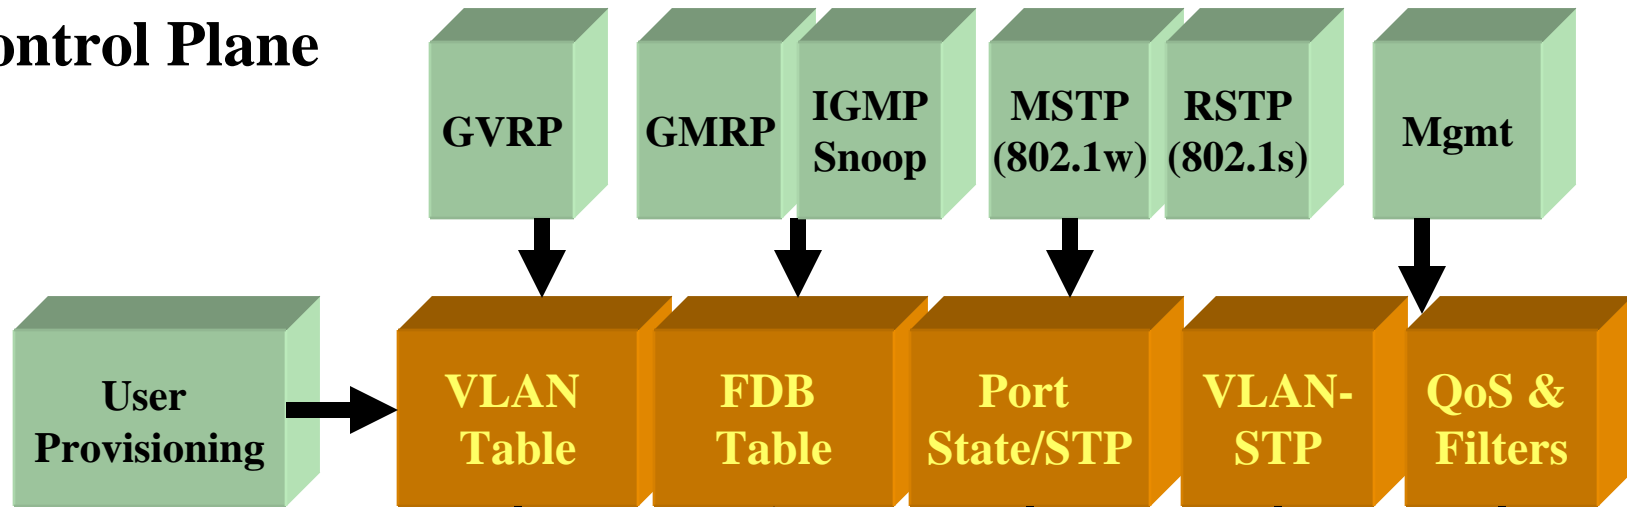 ontrol Plane
GVRP
GMRP
IGMP
Snoop
MSTP
(802.1w)
RSTP
(802.1s)
Mgmt
User
Provisioning
VLAN
Table
FDB
Table
Port
State/STP
VLAN-
STP
QoS &
Filters